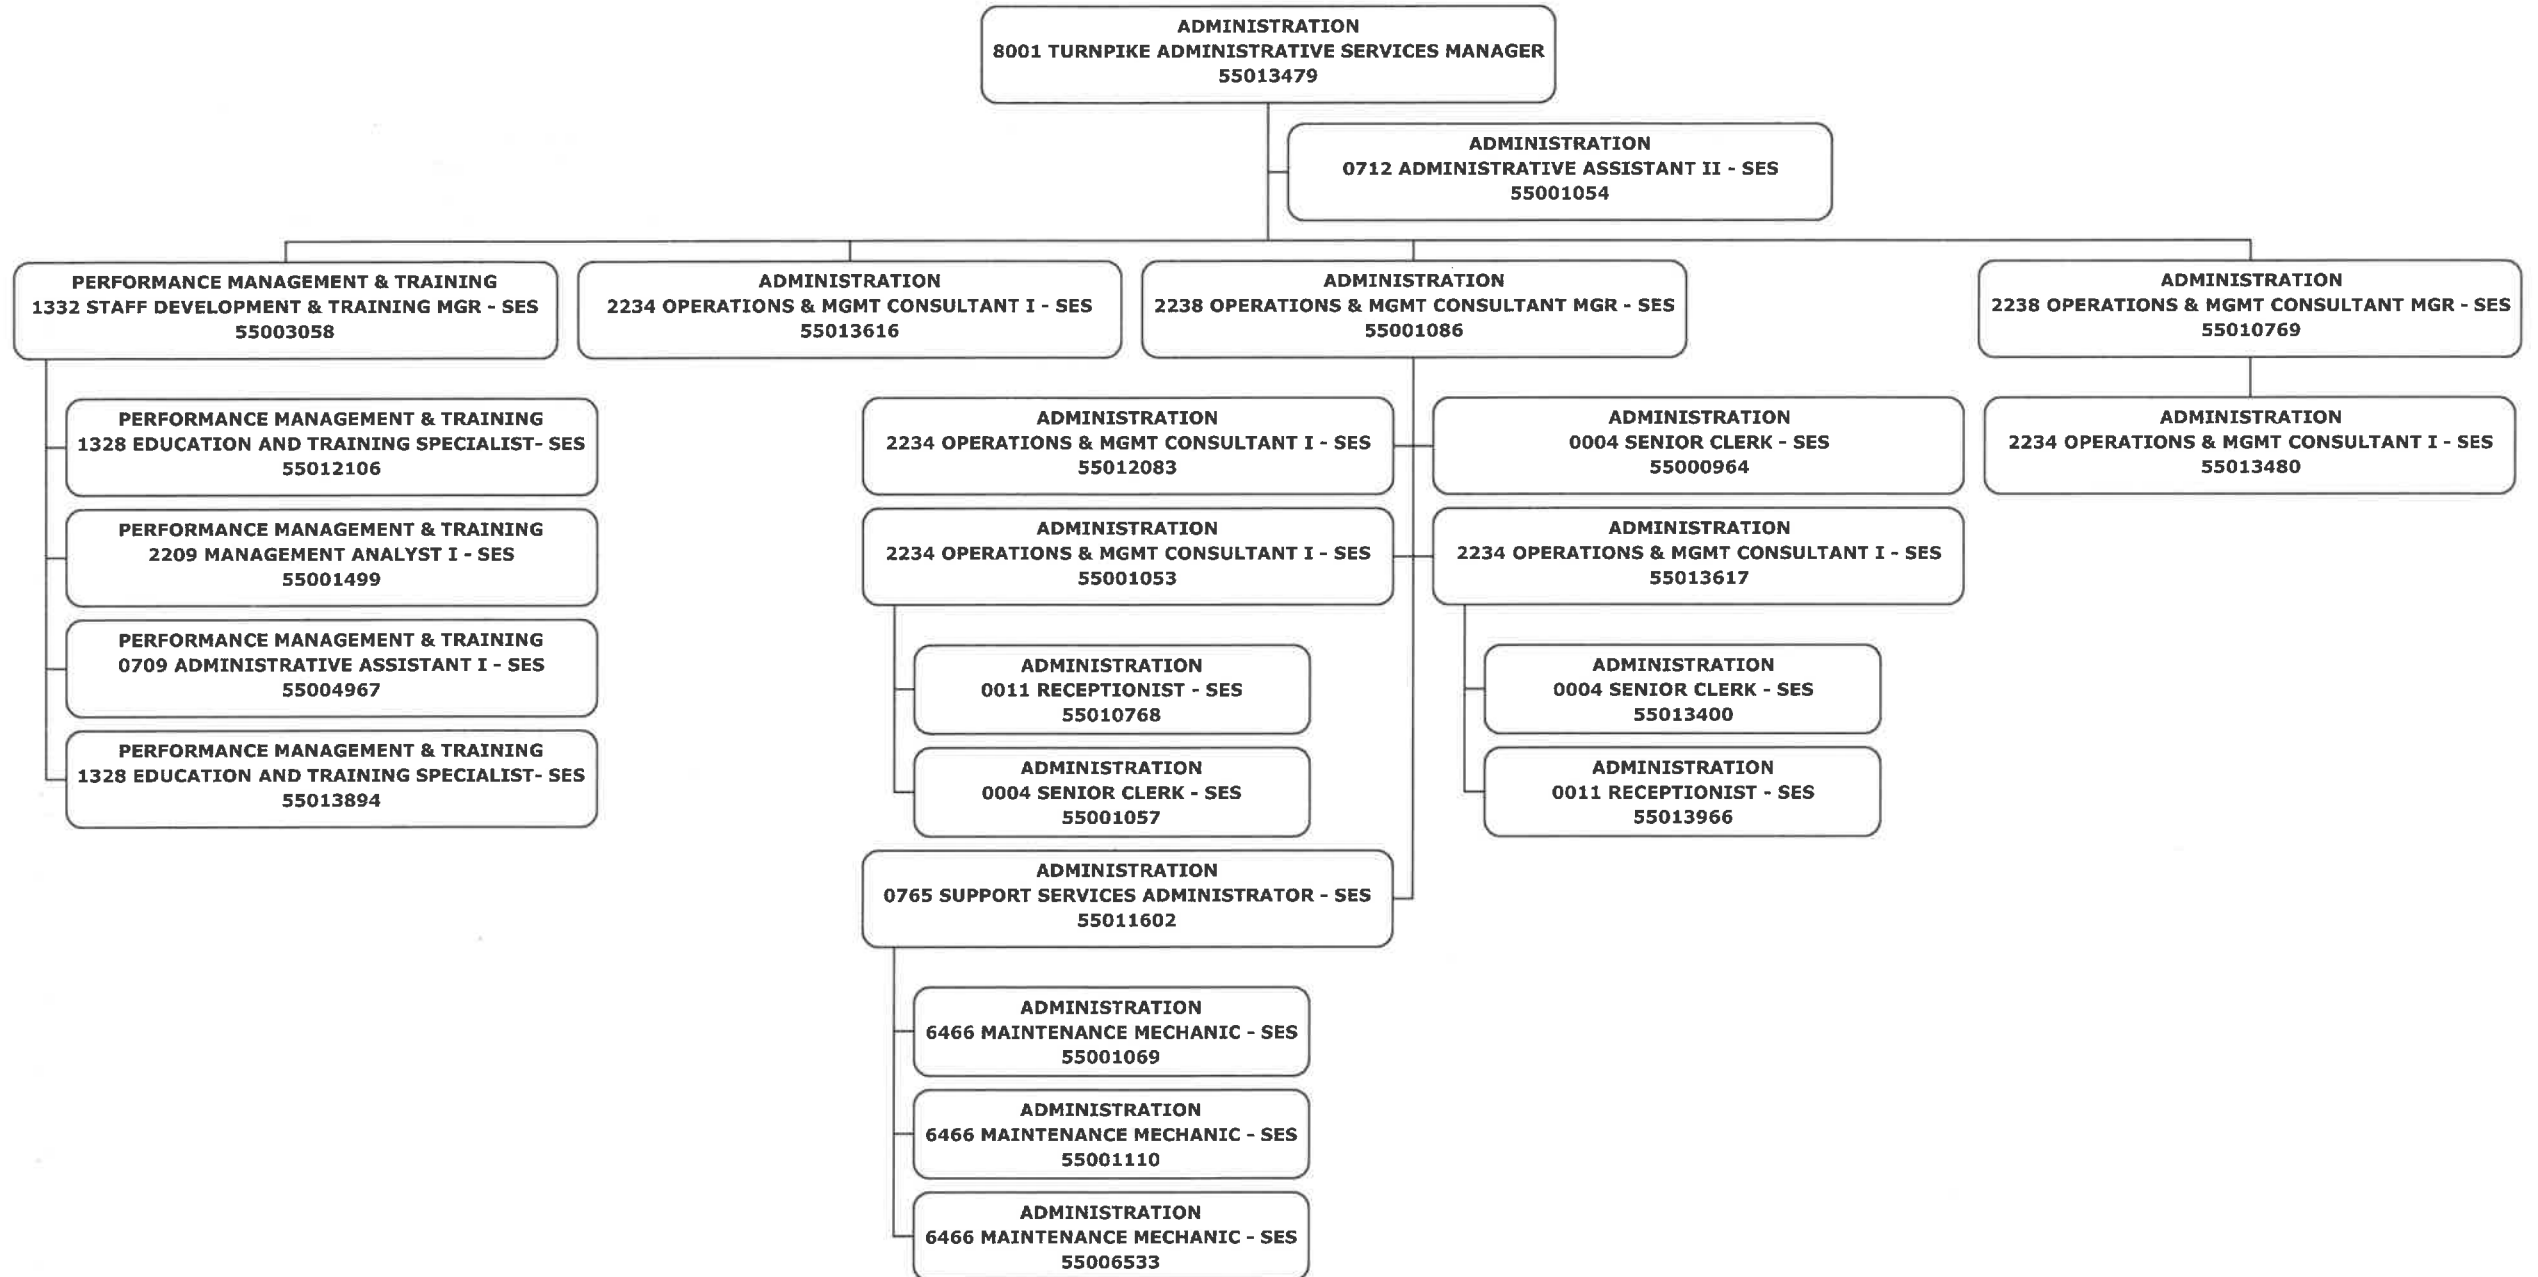 ADMINISTRATION
8001 TURNPIKE ADMINISTRATIVE SERVICES MANAGER
55013479
ADMINISTRATION
0712 ADMINISTRATIVE ASSISTANT II - SES
55001054
PERFORMANCE MANAGEMENT & TRAINING
1332 STAFF DEVELOPMENT & TRAINING MGR - SES
55003058
ADMINISTRATION
2234 OPERATIONS & MGMT CONSULTANT I - SES
55013616
ADMINISTRATION
2238 OPERATIONS & MGMT CONSULTANT MGR - SES
55001086
ADMINISTRATION
2238 OPERATIONS & MGMT CONSULTANT MGR - SES
55010769
PERFORMANCE MANAGEMENT & TRAINING
1328 EDUCATION AND TRAINING SPECIALIST- SES
55012106
PERFORMANCE MANAGEMENT & TRAINING
2209 MANAGEMENT ANALYST I - SES
55001499
PERFORMANCE MANAGEMENT & TRAINING
0709 ADMINISTRATIVE ASSISTANT I - SES
55004967
PERFORMANCE MANAGEMENT & TRAINING
1328 EDUCATION AND TRAINING SPECIALIST- SES
55013894
ADMINISTRATION
2234 OPERATIONS & MGMT CONSULTANT I - SES
55012083
ADMINISTRATION
0004 SENIOR CLERK - SES
55000964
ADMINISTRATION
2234 OPERATIONS & MGMT CONSULTANT I - SES
55001053
ADMINISTRATION
2234 OPERATIONS & MGMT CONSULTANT I - SES
55013617
ADMINISTRATION
0011 RECEPTIONIST - SES
55010768
ADMINISTRATION
0004 SENIOR CLERK - SES
55001057
ADMINISTRATION
0004 SENIOR CLERK - SES
55013400
ADMINISTRATION
0011 RECEPTIONIST - SES
55013966
ADMINISTRATION
0765 SUPPORT SERVICES ADMINISTRATOR - SES
55011602
ADMINISTRATION
6466 MAINTENANCE MECHANIC - SES
55001069
ADMINISTRATION
6466 MAINTENANCE MECHANIC - SES
55001110
ADMINISTRATION
6466 MAINTENANCE MECHANIC - SES
55006533
ADMINISTRATION
2234 OPERATIONS & MGMT CONSULTANT I - SES
55013480